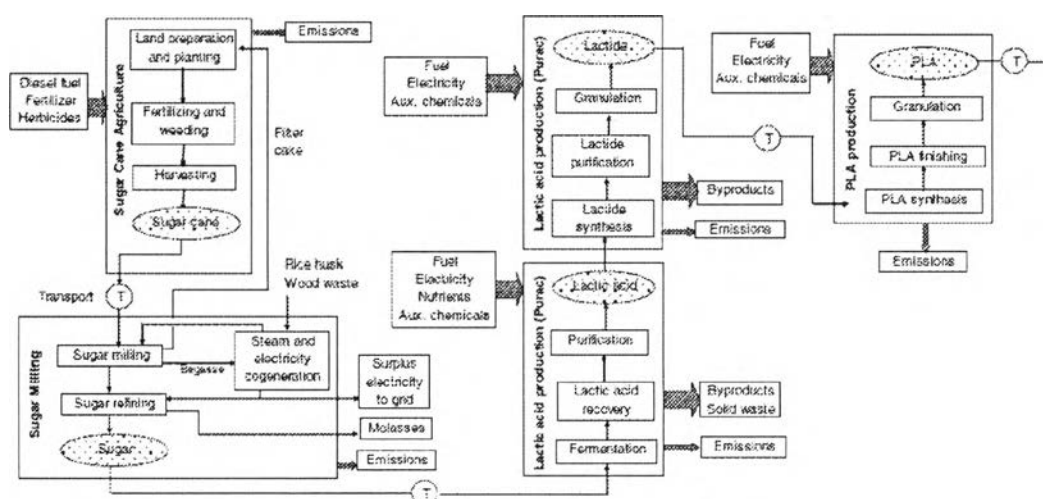 Sugar Cane Agriculture
Land preparation
and planting
Fertilizing and
weeding
Harvesting
Sugar cane
Diesel fuel
Fertilizer
Herbicides
Emissions
Filter
cake
Transport
T
Sugar Milling
Sugar milling
Sugar refining
Sugar
Bagasse
Rice husk
Wood waste
Steam and
electricity
cogeneration
Surplus
electricity
to grid
Molasses
Emissions
T
Lactic acid production (Purac)
Fuel
Electricity
Nutrients
Aux. chemicals
Lactic acid
Purification
Lactic acid
recovery
Fermentation
Byproducts
Solid waste
Emissions
Lactic acid production (Purac)
Fuel
Electricity
Aux. chemicals
Lactide
Granulation
Lactide
purification
Lactide
synthesis
Byproducts
Emissions
T
PLA production
Fuel
Electricity
Aux. chemicals
PLA
Granulation
PLA finishing
PLA synthesis
Emissions
T